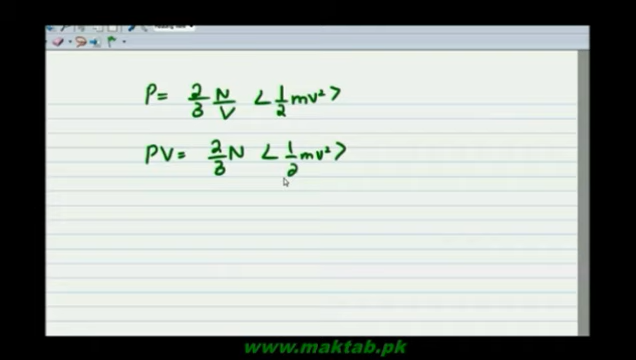 P= 2/3 N/V <1/2 mv²>
PV= 2/3 N <1/2 mv²>
www.maktab.pk